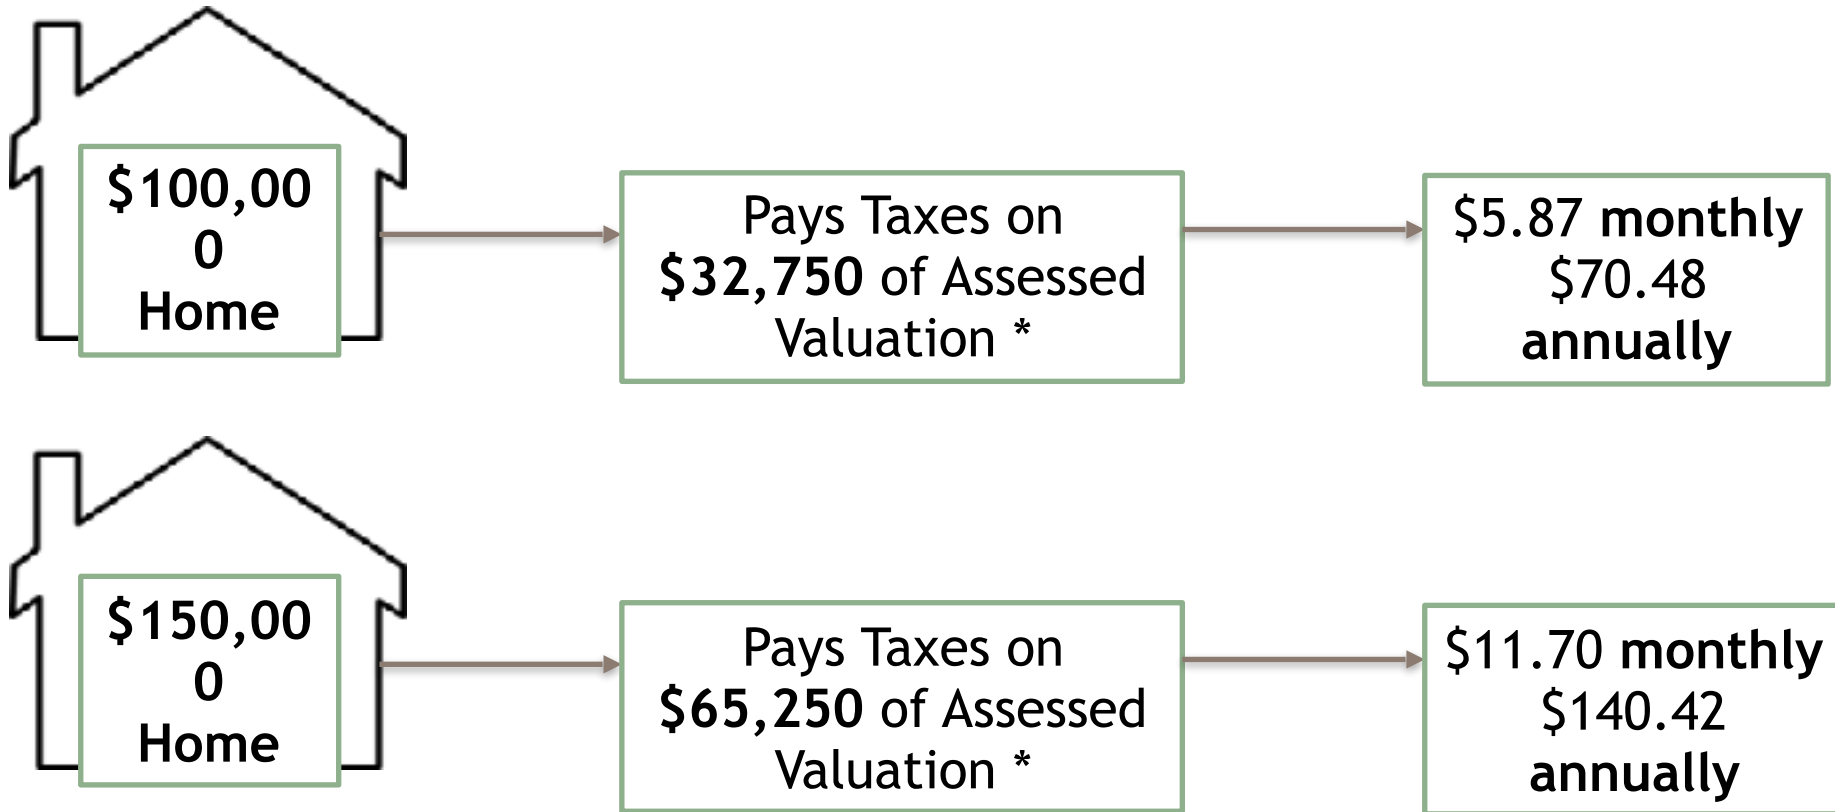 $100,00
0
Home
Pays Taxes on
$32,750 of Assessed
Valuation *
$5.87 monthly
$70.48
annually
$150,00
0
Home
Pays Taxes on
$65,250 of Assessed
Valuation *
$11.70 monthly
$140.42
annually